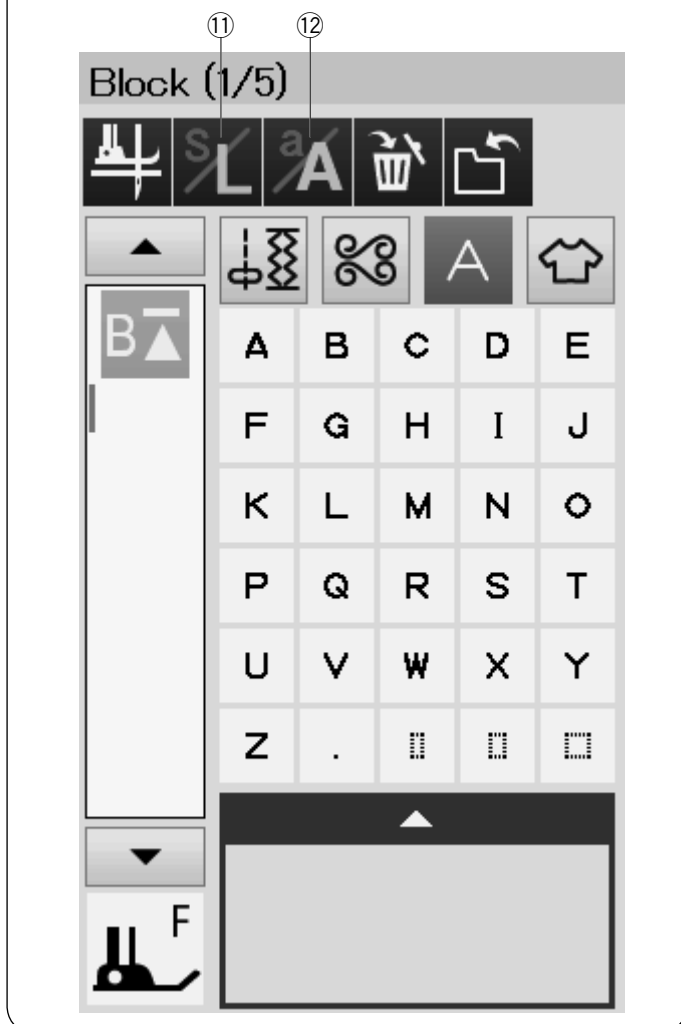 ⑪ ⑫
Block (1/5)
S/L a/A
A
B
A B C D E
F G H I J
K L M N O
P Q R S T
U V W X Y
Z .
F